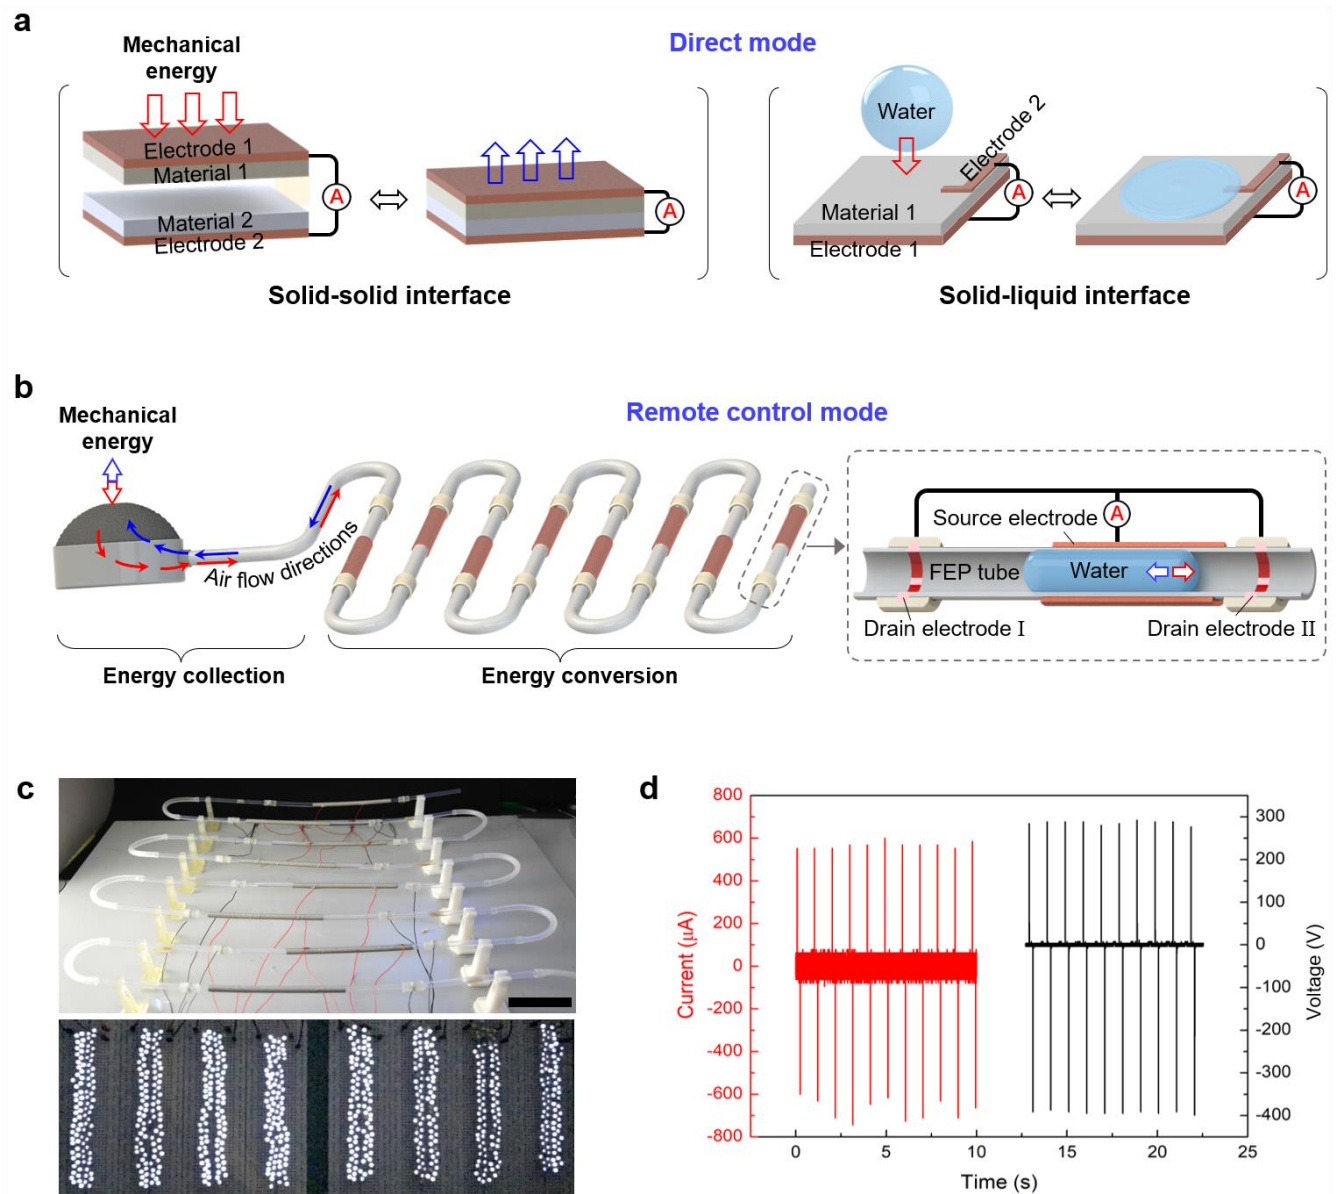 a
Direct mode
Mechanical
energy
Electrode 1
Material 1
Material 2
Electrode 2
A
A
Solid-solid interface
Water
Electrode 2
Material 1
Electrode 1
A
A
Solid-liquid interface
b
Remote control mode
Mechanical
energy
Air flow directions
Energy collection
Energy conversion
Source electrode
A
FEP tube
Water
Drain electrode I
Drain electrode II
c
d
800
600
400
200
0
-200
-400
-600
-800
Current (μA)
300
200
100
0
-100
-200
-300
-400
Voltage (V)
0 5 10 15 20 25
Time (s)